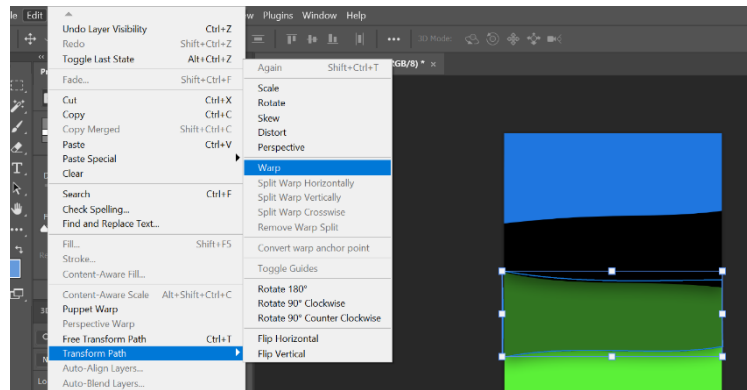 le Edit w Plugins Window Help
3D Mode:
GB/8) * ×
Undo Layer Visibility Ctrl+Z
Redo Shift+Ctrl+Z
Toggle Last State Alt+Ctrl+Z
Fade... Shift+Ctrl+F
Cut Ctrl+X
Copy Ctrl+C
Copy Merged Shift+Ctrl+C
Paste Ctrl+V
Paste Special
Clear
Search Ctrl+F
Check Spelling...
Find and Replace Text...
Fill... Shift+F5
Stroke...
Content-Aware Fill...
Content-Aware Scale Alt+Shift+Ctrl+C
Puppet Warp
Perspective Warp
Free Transform Path Ctrl+T
Transform Path
Auto-Align Layers...
Auto-Blend Layers...
Again Shift+Ctrl+T
Scale
Rotate
Skew
Distort
Perspective
Warp
Split Warp Horizontally
Split Warp Vertically
Split Warp Crosswise
Remove Warp Split
Convert warp anchor point
Toggle Guides
Rotate 180°
Rotate 90° Clockwise
Rotate 90° Counter Clockwise
Flip Horizontal
Flip Vertical